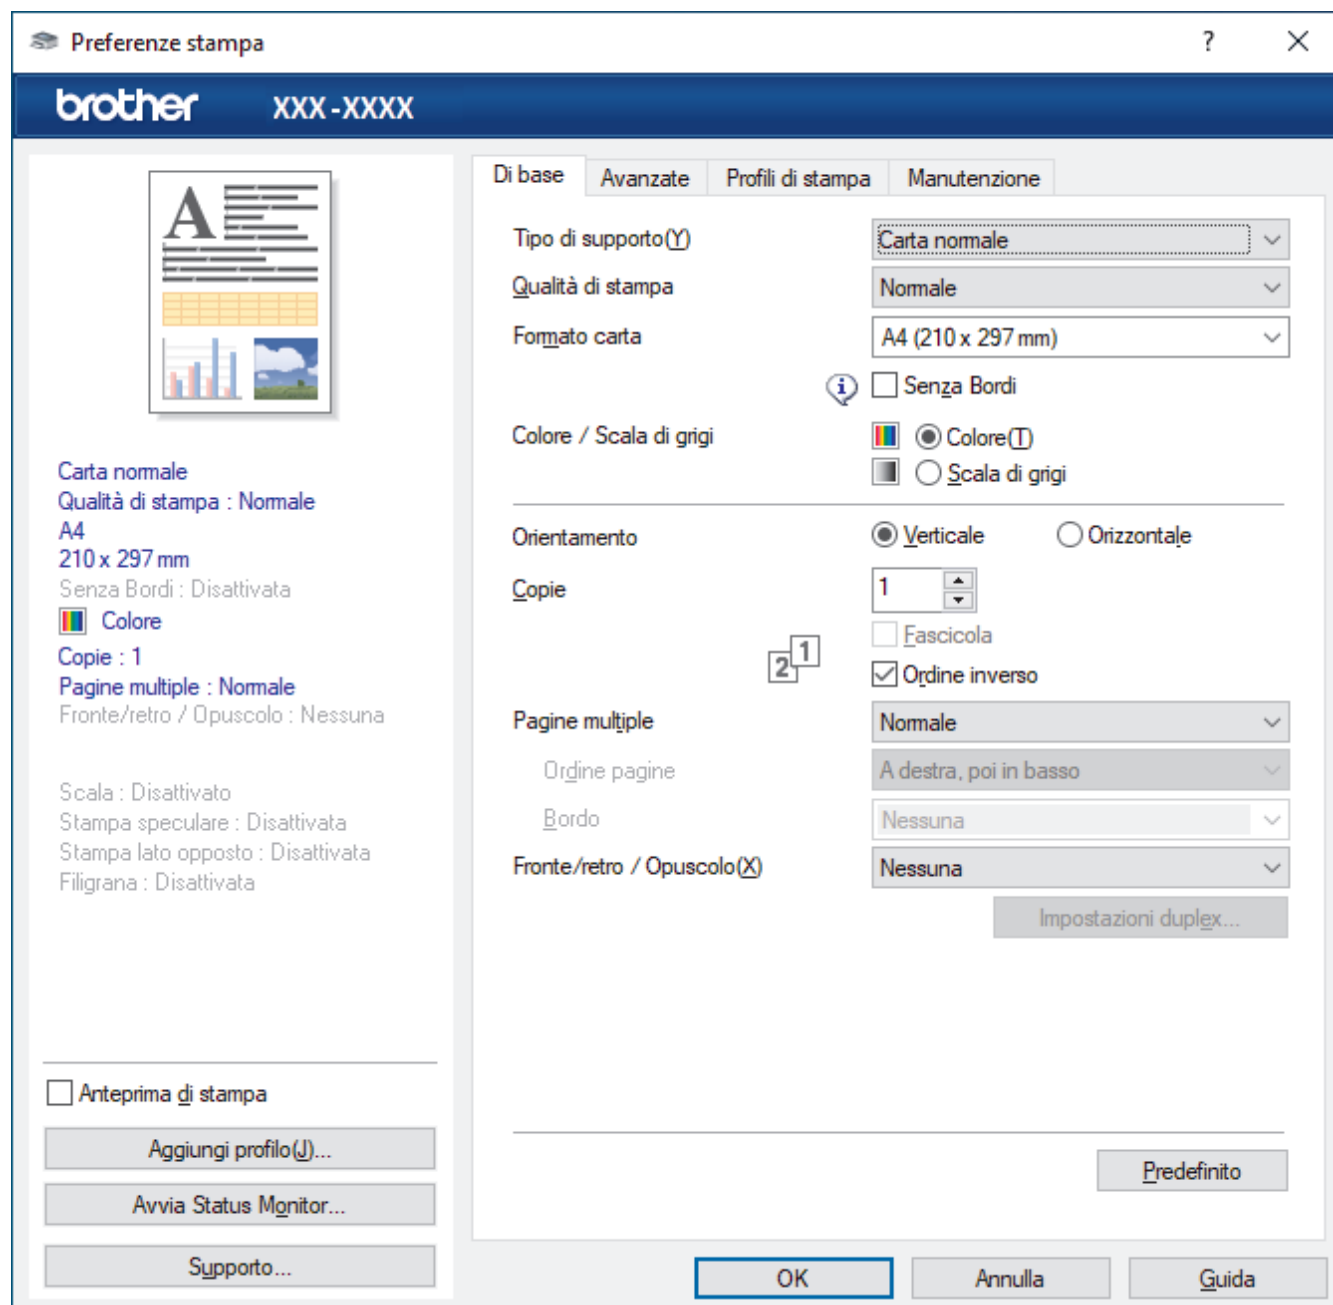 Preferenze stampa
?
brother XXX-XXXX
A
Carta normale
Qualità di stampa : Normale
A4
210 x 297 mm
Senza Bordi : Disattivata
Colore
Copie : 1
Pagine multiple : Normale
Fronte/retro / Opuscolo : Nessuna
Scala : Disattivato
Stampa speculare : Disattivata
Stampa lato opposto : Disattivata
Filigrana : Disattivata
Anteprima di stampa
Aggiungi profilo(J)...
Avvia Status Monitor...
Supporto...
Di base Avanzate Profili di stampa Manutenzione
Tipo di supporto(Y) Carta normale
Qualità di stampa Normale
Formato carta A4 (210 x 297 mm)
i Senza Bordi
Colore / Scala di grigi Colore(T)
Scala di grigi
Orientamento Verticale Orizzontale
Copie 1
Fascicola
2 1
Ordine inverso
Pagine multiple Normale
Ordine pagine A destra, poi in basso
Bordo Nessuna
Fronte/retro / Opuscolo(X) Nessuna
Impostazioni duplex...
Predefinito
OK Annulla Guida